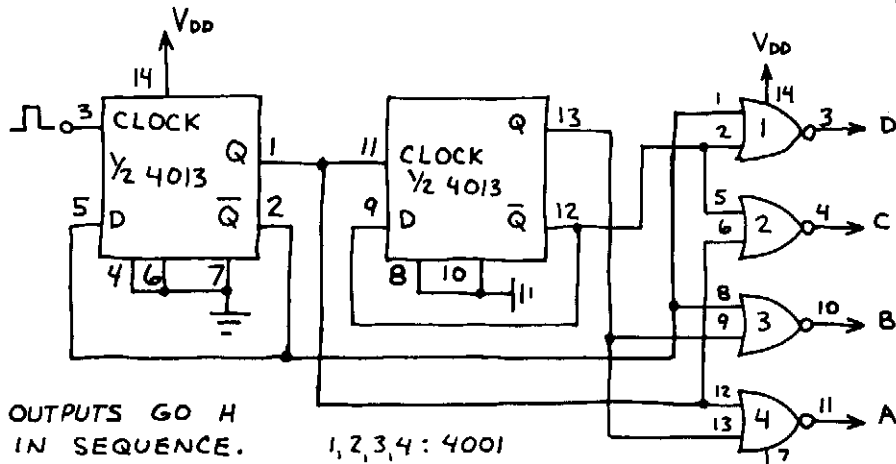 VDD
VDD
14
14
3 CLOCK
Q 1
½ 4013
5 D
Q̅ 2
4 6 7
11 CLOCK
Q 13
½ 4013
9 D
Q̅ 12
8 10
1
2
1
3
D
5
6
2
4
C
8
9
3
10
B
12
13
4
11
A
7
OUTPUTS GO H
IN SEQUENCE.
1, 2, 3, 4 : 4001